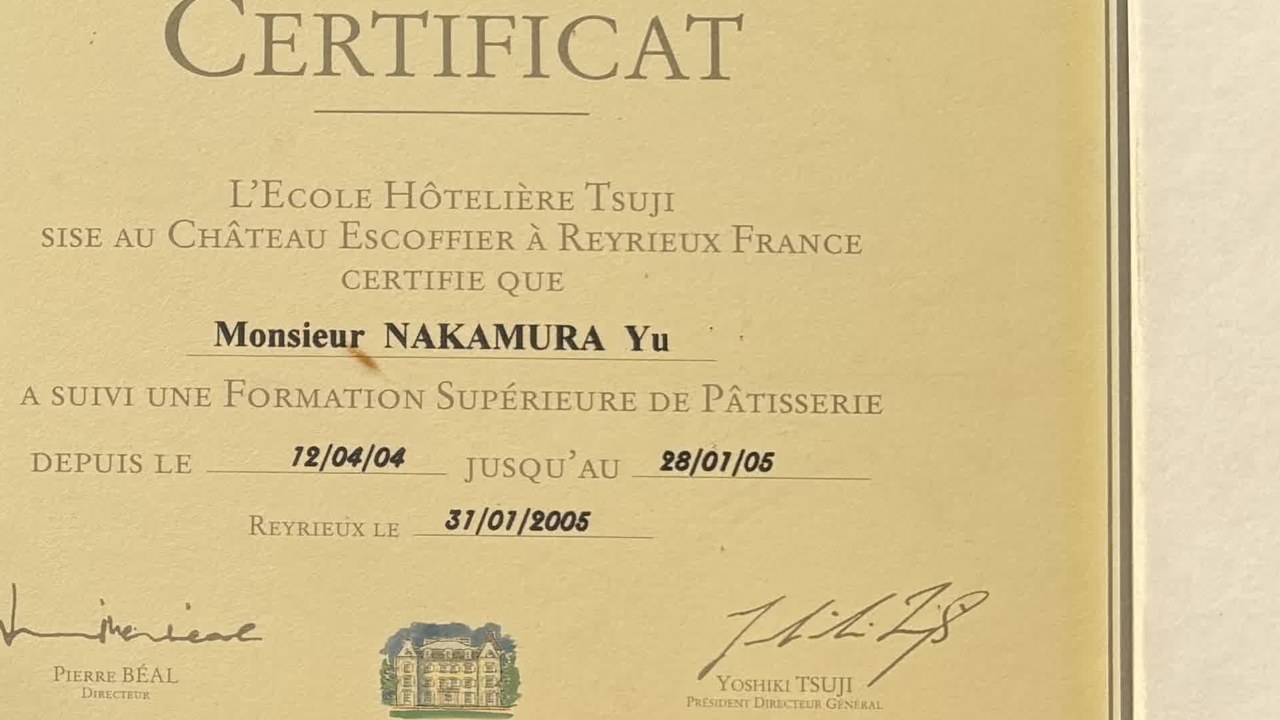 CERTIFICAT
L'ECOLE HÔTELIÈRE TSUJI
SISE AU CHÂTEAU ESCOFFIER À REYRIEUX FRANCE
CERTIFIE QUE
Monsieur NAKAMURA Yu
A SUIVI UNE FORMATION SUPÉRIEURE DE PÂTISSERIE
DEPUIS LE 12/04/04 JUSQU'AU 28/01/05
REYRIEUX LE 31/01/2005
PIERRE BÉAL
DIRECTEUR
YOSHIKI TSUJI
PRÉSIDENT DIRECTEUR GÉNÉRAL